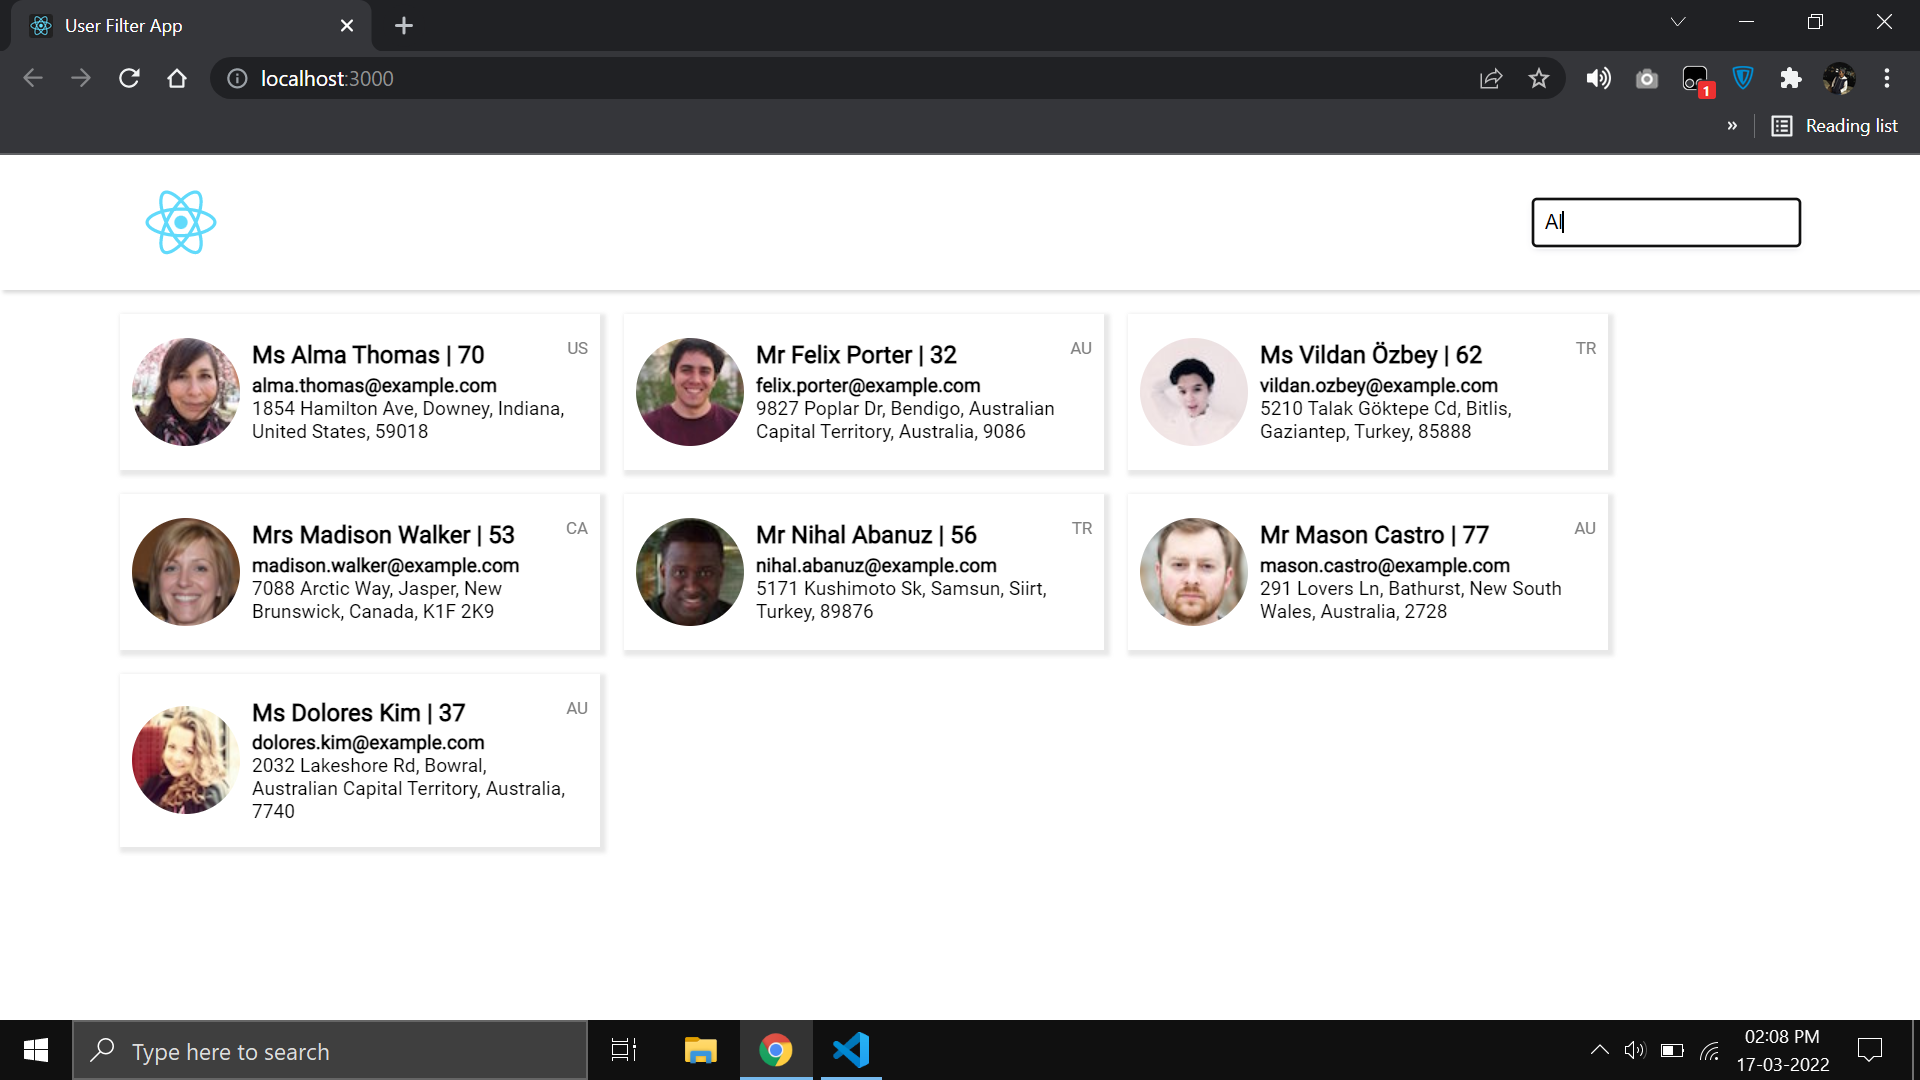 User Filter App
localhost:3000
1
»
Reading list
Al
Ms Alma Thomas | 70
US
alma.thomas@example.com
1854 Hamilton Ave, Downey, Indiana,
United States, 59018
Mr Felix Porter | 32
AU
felix.porter@example.com
9827 Poplar Dr, Bendigo, Australian
Capital Territory, Australia, 9086
Ms Vildan Özbey | 62
TR
vildan.ozbey@example.com
5210 Talak Göktepe Cd, Bitlis,
Gaziantep, Turkey, 85888
Mrs Madison Walker | 53
CA
madison.walker@example.com
7088 Arctic Way, Jasper, New
Brunswick, Canada, K1F 2K9
Mr Nihal Abanuz | 56
TR
nihal.abanuz@example.com
5171 Kushimoto Sk, Samsun, Siirt,
Turkey, 89876
Mr Mason Castro | 77
AU
mason.castro@example.com
291 Lovers Ln, Bathurst, New South
Wales, Australia, 2728
Ms Dolores Kim | 37
AU
dolores.kim@example.com
2032 Lakeshore Rd, Bowral,
Australian Capital Territory, Australia,
7740
Type here to search
02:08 PM
17-03-2022